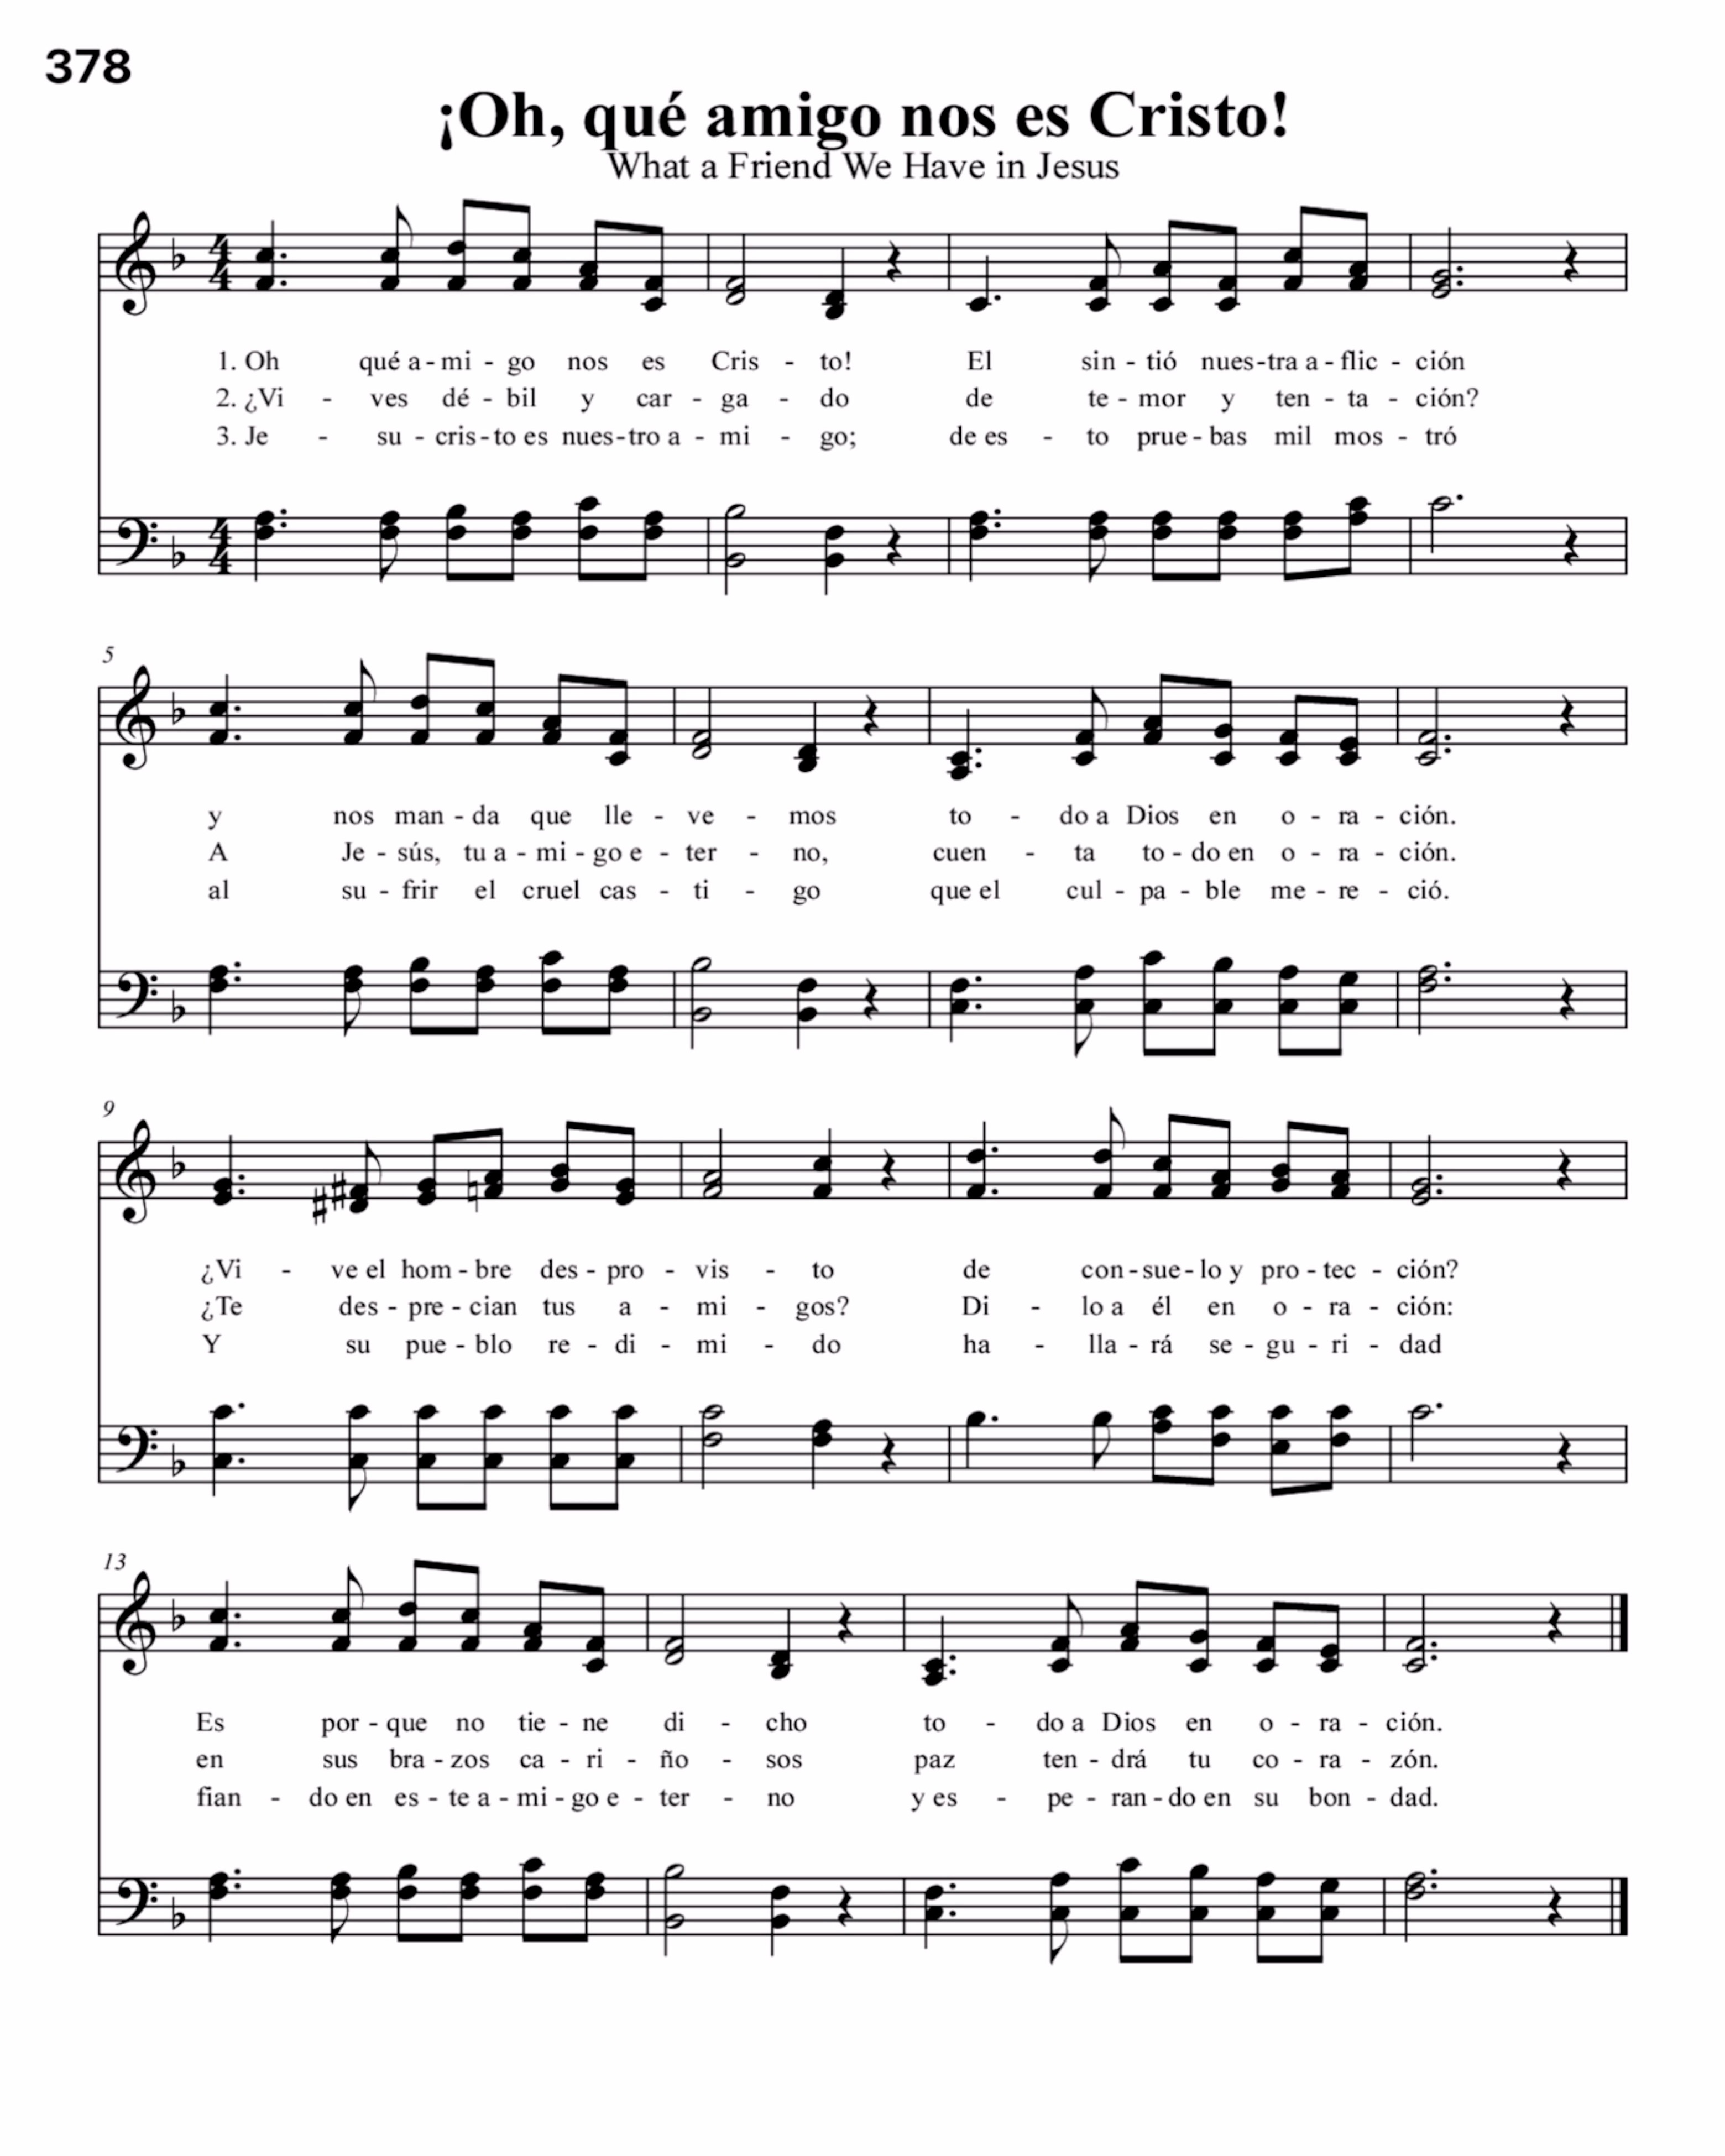 378
¡Oh, qué amigo nos es Cristo!
What a Friend We Have in Jesus
1. Oh qué a - mi - go nos es Cris - to! El sin - tió nues - tra a - flic - ción
2. ¿Vi - ves dé - bil y car - ga - do de te - mor y ten - ta - ción?
3. Je - su - cris - to es nues - tro a - mi - go; de es - to prue - bas mil mos - tró
5
y nos man - da que lle - ve - mos to - do a Dios en o - ra - ción.
A Je - sús, tu a - mi - go e - ter - no, cuen - ta to - do en o - ra - ción.
al su - frir el cruel cas - ti - go que el cul - pa - ble me - re - ció.
9
¿Vi - ve el hom - bre des - pro - vis - to de con - sue - lo y pro - tec - ción?
¿Te des - pre - cian tus a - mi - gos? Di - lo a él en o - ra - ción:
Y su pue - blo re - di - mi - do ha - lla - rá se - gu - ri - dad
13
Es por - que no tie - ne di - cho to - do a Dios en o - ra - ción.
en sus bra - zos ca - ri - ño - sos paz ten - drá tu co - ra - zón.
fian - do en es - te a - mi - go e - ter - no y es - pe - ran - do en su bon - dad.